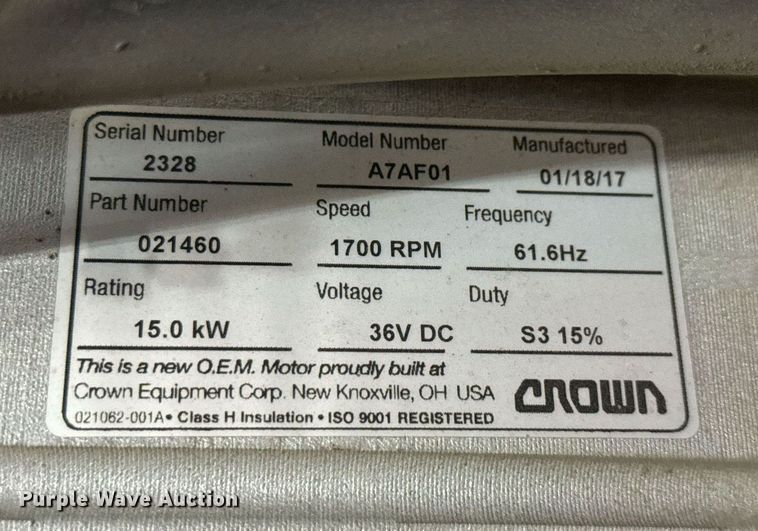 Serial Number Model Number Manufactured
2328 A7AF01 01/18/17
Part Number Speed Frequency
021460 1700 RPM 61.6Hz
Rating Voltage Duty
15.0 kW 36V DC S3 15%
This is a new O.E.M. Motor proudly built at
Crown Equipment Corp. New Knoxville, OH USA
CROWN
021062-001A• Class H Insulation • ISO 9001 REGISTERED
Purple Wave Auction